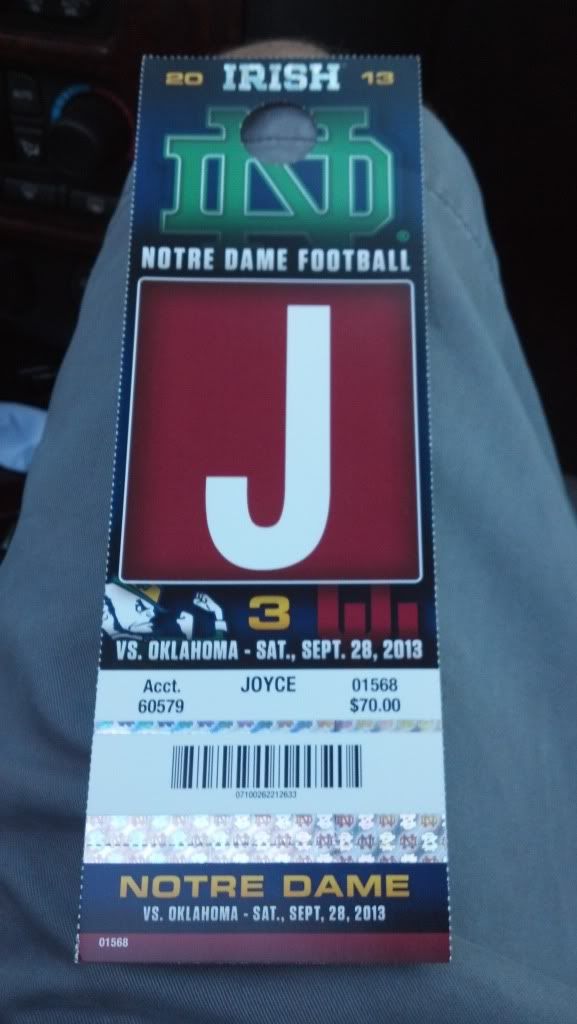 20 IRISH 13
ND
®
NOTRE DAME FOOTBALL
J
3
VS. OKLAHOMA - SAT., SEPT. 28, 2013
Acct. JOYCE 01568
60579 $70.00
07100262212633
NOTRE DAME
VS. OKLAHOMA - SAT., SEPT, 28, 2013
01568